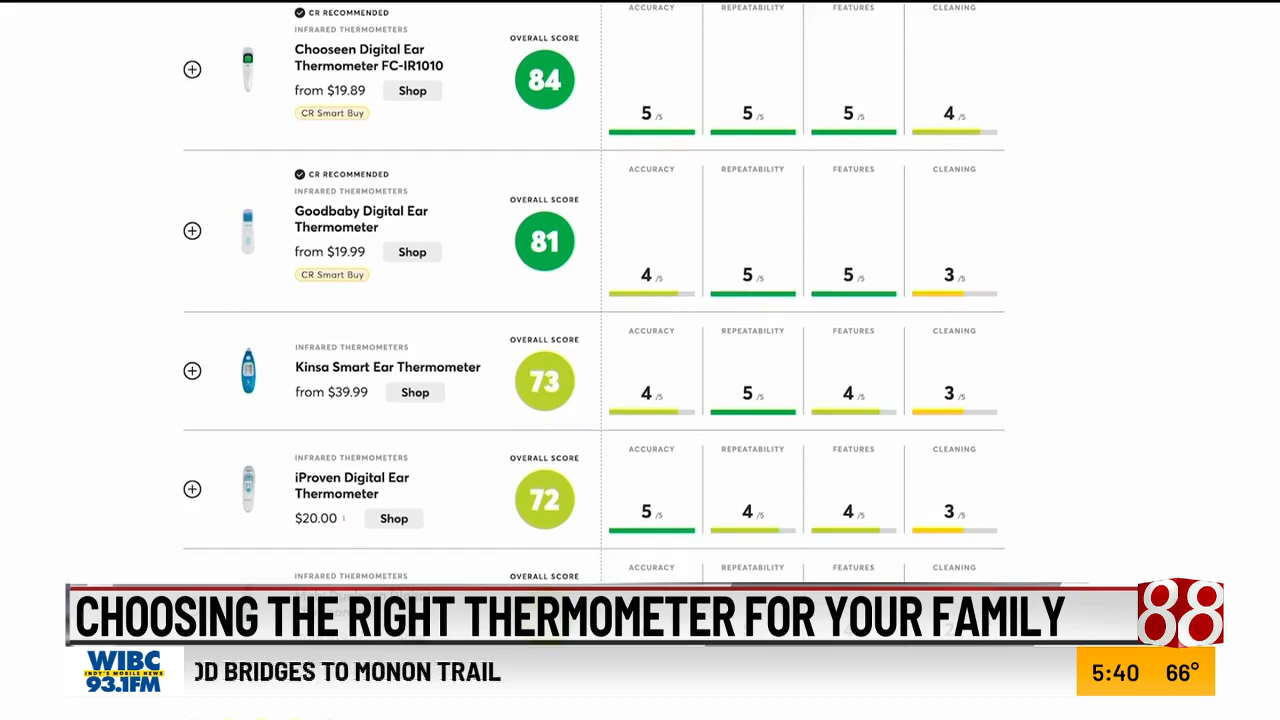 CR RECOMMENDED
INFRARED THERMOMETERS
Chooseen Digital Ear
Thermometer FC-IR1010
from $19.89 Shop
CR Smart Buy
OVERALL SCORE
84
ACCURACY REPEATABILITY FEATURES CLEANING
5 /5 5 /5 5 /5 4 /5
CR RECOMMENDED
INFRARED THERMOMETERS
Goodbaby Digital Ear
Thermometer
from $19.99 Shop
CR Smart Buy
OVERALL SCORE
81
ACCURACY REPEATABILITY FEATURES CLEANING
4 /5 5 /5 5 /5 3 /5
INFRARED THERMOMETERS
Kinsa Smart Ear Thermometer
from $39.99 Shop
OVERALL SCORE
73
ACCURACY REPEATABILITY FEATURES CLEANING
4 /5 5 /5 4 /5 3 /5
INFRARED THERMOMETERS
iProven Digital Ear
Thermometer
$20.00 1 Shop
OVERALL SCORE
72
ACCURACY REPEATABILITY FEATURES CLEANING
5 /5 4 /5 4 /5 3 /5
INFRARED THERMOMETERS
OVERALL SCORE
ACCURACY REPEATABILITY FEATURES CLEANING
CHOOSING THE RIGHT THERMOMETER FOR YOUR FAMILY
88
WIBC
INDY'S MOBILE NEWS
93.1FM
OD BRIDGES TO MONON TRAIL
5:40 66°